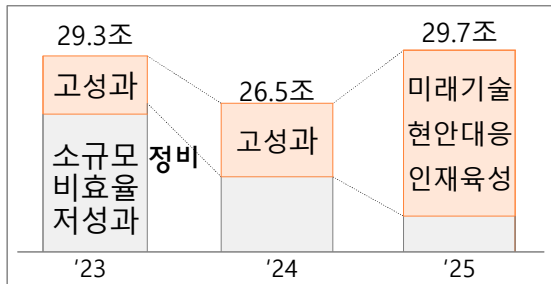 29.3조
26.5조
29.7조
고성과
소규모
비효율
저성과
정비
고성과
미래기술
현안대응
인재육성
‘23
‘24
‘25